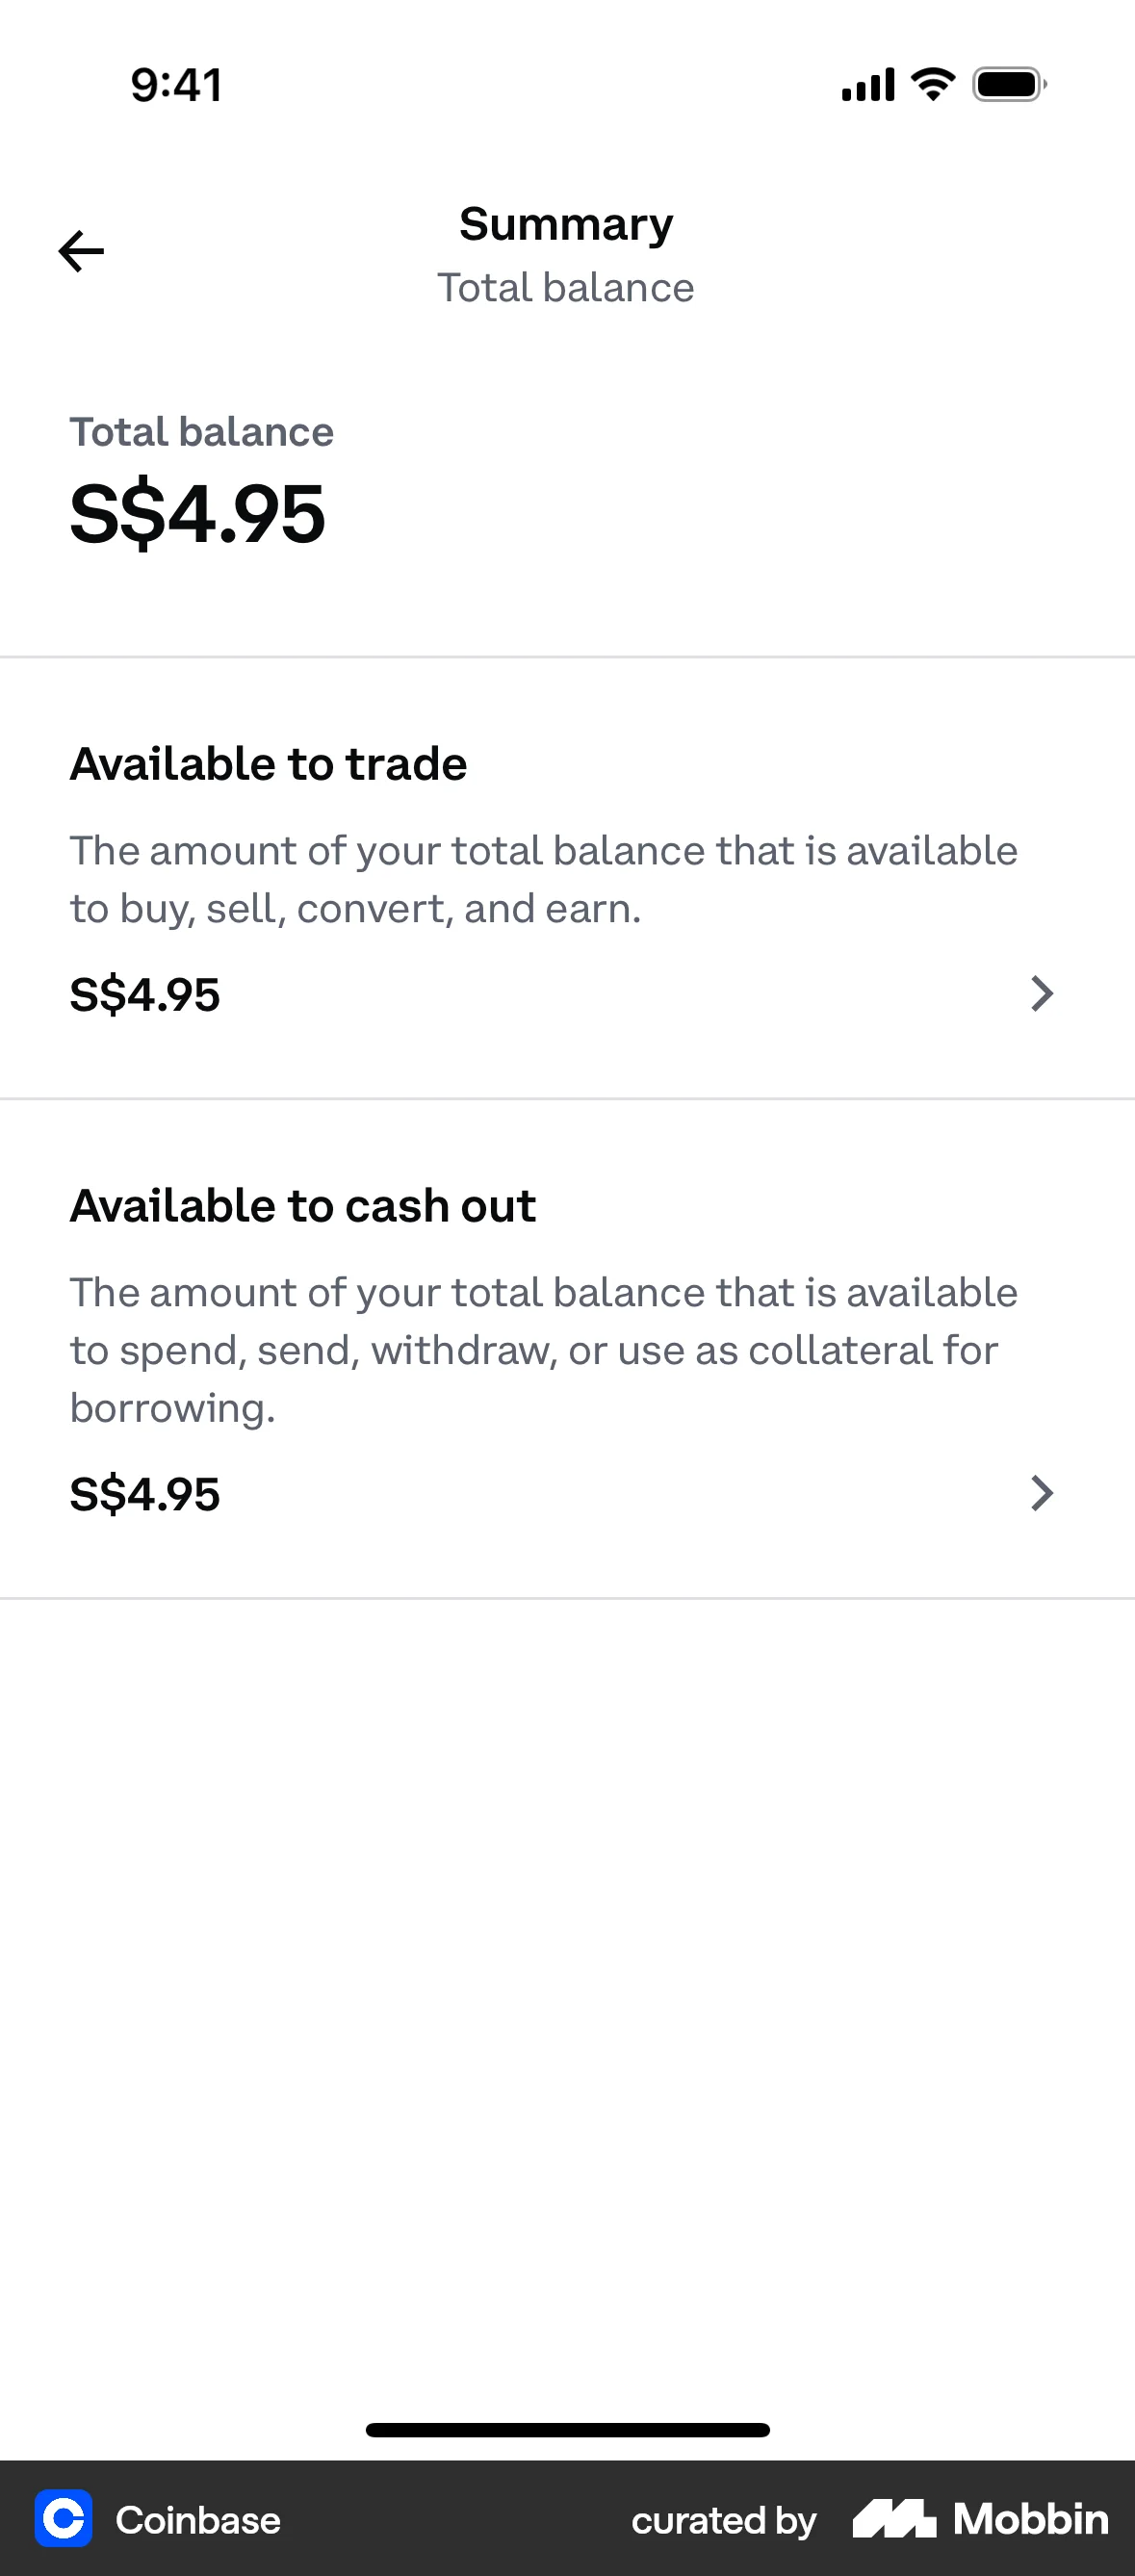 9:41
Summary
Total balance
Total balance
S$4.95
Available to trade
The amount of your total balance that is available
to buy, sell, convert, and earn.
S$4.95
Available to cash out
The amount of your total balance that is available
to spend, send, withdraw, or use as collateral for
borrowing.
S$4.95
Coinbase
curated by Mobbin